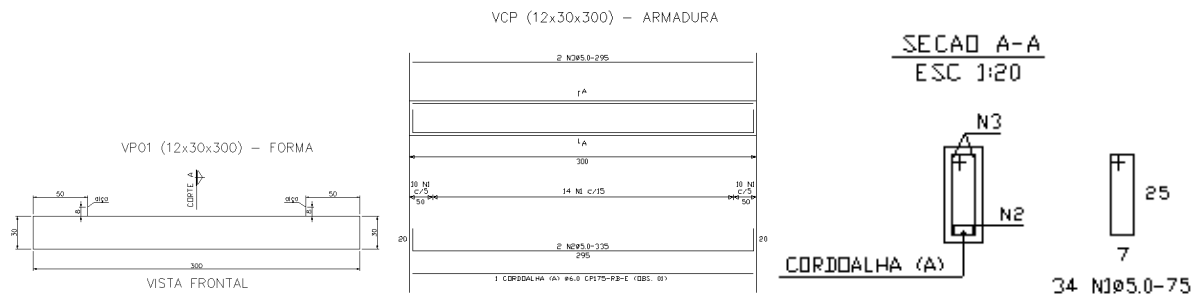 VP01 (12x30x300) - FORMA
50
alça
8
CORTE A
alça
8
50
30
30
300
VISTA FRONTAL
VCP (12x30x300) - ARMADURA
2 N3ø5.0-295
A
A
300
10 N1
c/5
50
14 N1 c/15
10 N1
c/5
50
20
2 N2ø5.0-335
295
20
1 CORDOALHA (A) ø6.0 CP175-RB-E (OBS. 01)
SECAO A-A
ESC 1:20
N3
N2
CORDOALHA (A)
25
7
34 N1ø5.0-75